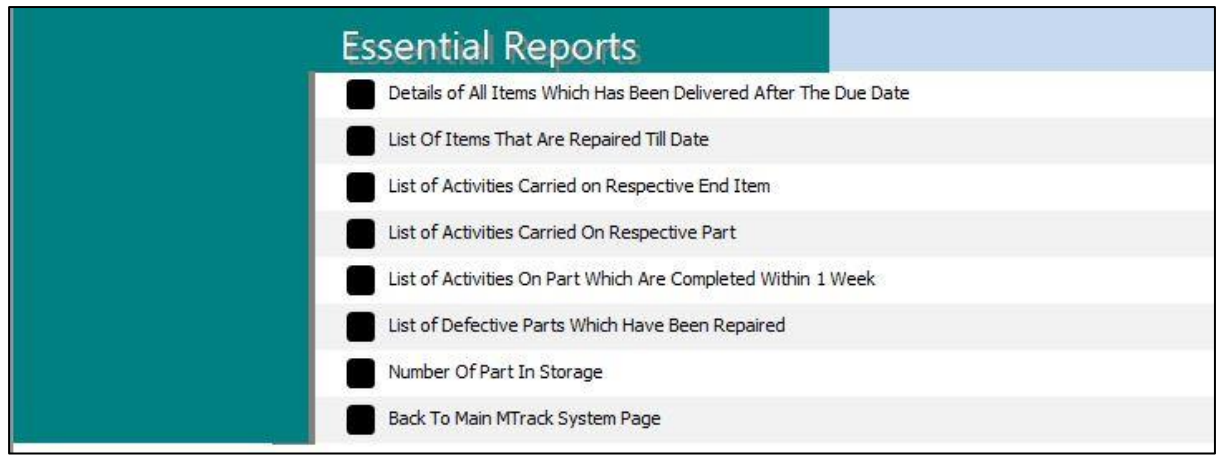 Essential Reports
Details of All Items Which Has Been Delivered After The Due Date
List Of Items That Are Repaired Till Date
List of Activities Carried on Respective End Item
List of Activities Carried On Respective Part
List of Activities On Part Which Are Completed Within 1 Week
List of Defective Parts Which Have Been Repaired
Number Of Part In Storage
Back To Main MTrack System Page